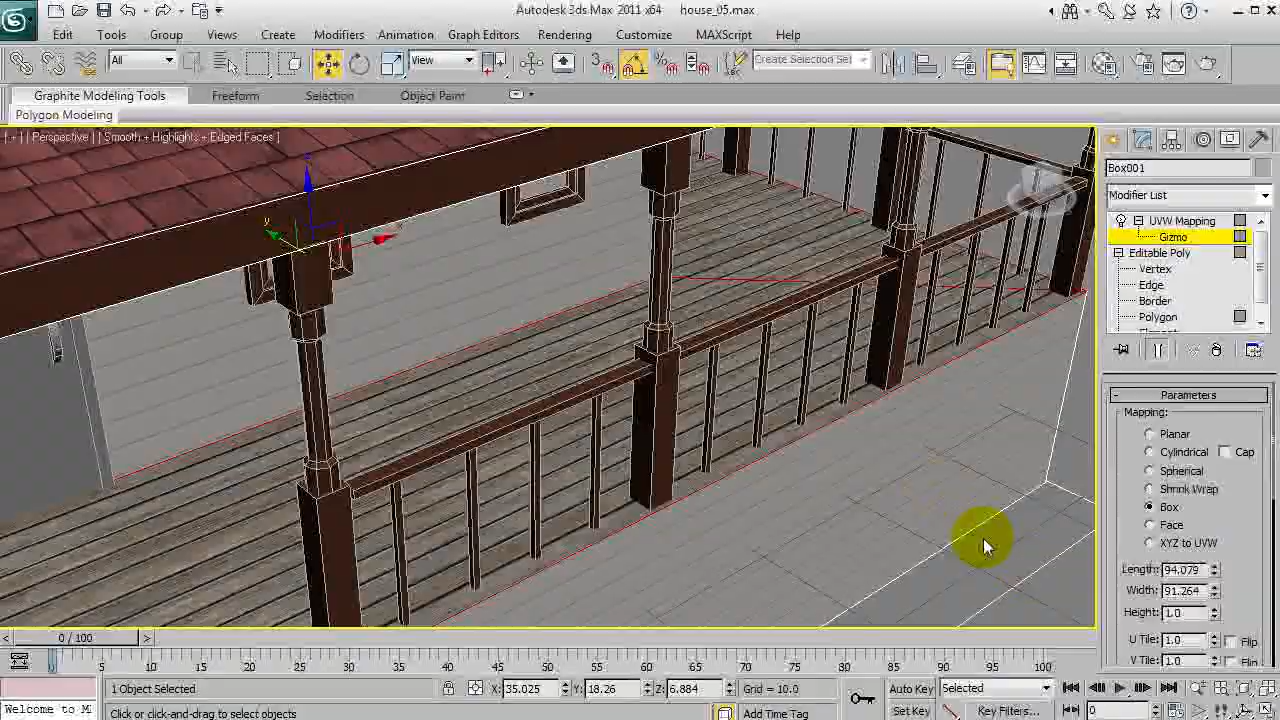 Autodesk 3ds Max 2011 x64 house_05.max
Edit Tools Group Views Create Modifiers Animation Graph Editors Rendering Customize MAXScript Help
All View 3 Create Selection Set
Graphite Modeling Tools Freeform Selection Object Paint
Polygon Modeling
[ + ] [ Perspective ] [ Smooth + Highlights + Edged Faces ]
Box001
Modifier List
UVW Mapping
Gizmo
Editable Poly
Vertex
Edge
Border
Polygon
- Parameters
Mapping:
Planar
Cylindrical Cap
Spherical
Shrink Wrap
Box
Face
XYZ to UVW
Length: 94.079
Width: 91.264
Height: 1.0
U Tile: 1.0 Flip
V Tile: 1.0 Flip
z
y
x
< 0 / 100 >
0 5 10 15 20 25 30 35 40 45 50 55 60 65 70 75 80 85 90 95 100
1 Object Selected X: 35.025 Y: 18.26 Z: 6.884 Grid = 10.0 Auto Key Selected
Welcome to M Click or click-and-drag to select objects Add Time Tag Set Key Key Filters... 0